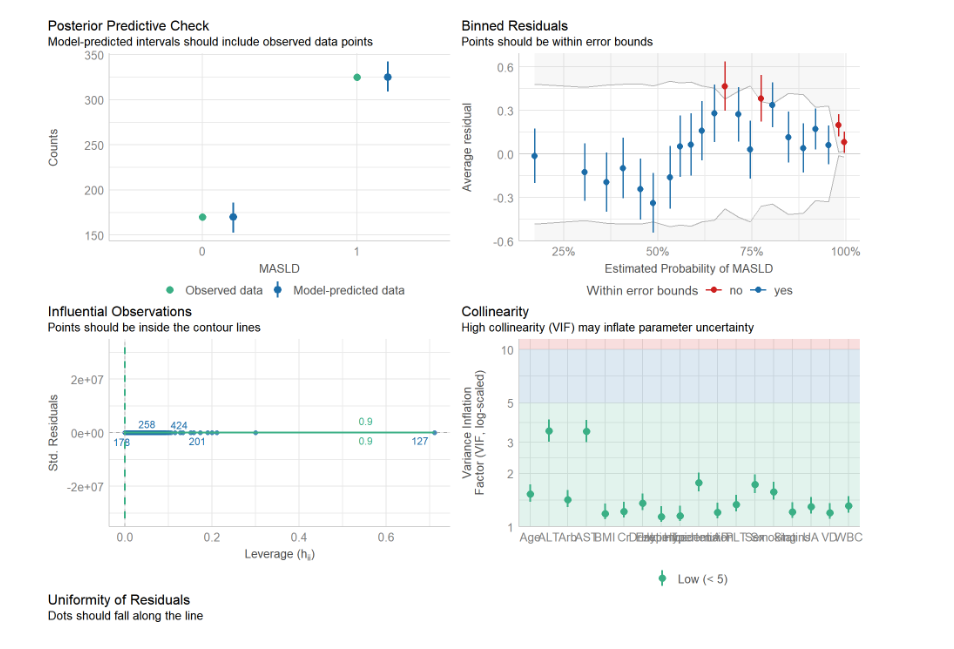 Posterior Predictive Check
Model-predicted intervals should include observed data points
350
300
250
200
150
Counts
0
1
MASLD
Observed data
Model-predicted data
Binned Residuals
Points should be within error bounds
0.6
0.3
0.0
-0.3
-0.6
Average residual
25%
50%
75%
100%
Estimated Probability of MASLD
Within error bounds
no
yes
Influential Observations
Points should be inside the contour lines
2e+07
0e+00
-2e+07
Std. Residuals
258
424
178
201
127
0.9
0.9
0.0
0.2
0.4
0.6
Leverage (hii)
Collinearity
High collinearity (VIF) may inflate parameter uncertainty
10
5
3
2
1
Variance Inflation
Factor (VIF, log-scaled)
Age ALT Arb AST BMI Cr
PLT Sex
UA VD WBC
Low (< 5)
Uniformity of Residuals
Dots should fall along the line